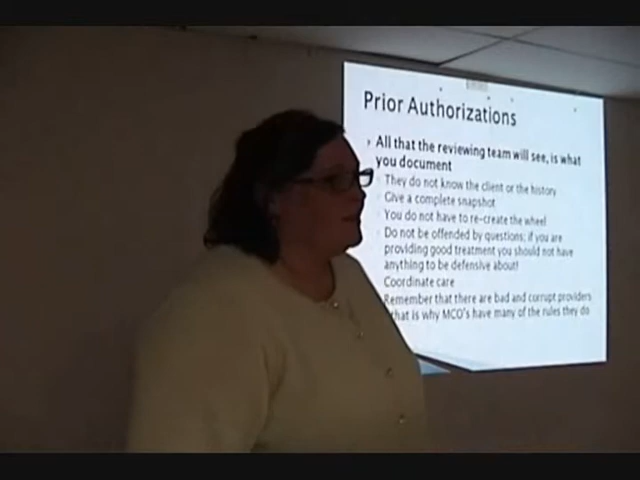 Prior Authorizations
All that the reviewing team will see, is what
you document
They do not know the client or the history
Give a complete snapshot
You do not have to re-create the wheel
Do not be offended by questions; if you are
providing good treatment you should not have
anything to be defensive about!
Coordinate care
Remember that there are bad and corrupt providers
that is why MCO's have many of the rules they do